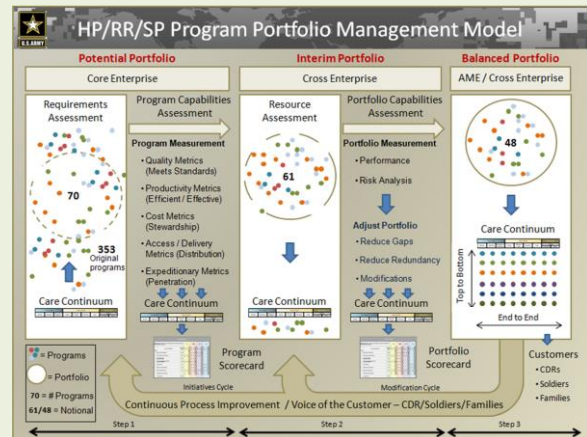 U.S.ARMY
HP/RR/SP Program Portfolio Management Model
Potential Portfolio
Interim Portfolio
Balanced Portfolio
Core Enterprise
Cross Enterprise
AME / Cross Enterprise
Requirements
Assessment
70
353
Original
programs
Care Continuum
Program Capabilities
Assessment
Program Measurement
• Quality Metrics
(Meets Standards)
• Productivity Metrics
(Efficient / Effective)
• Cost Metrics
(Stewardship)
• Access / Delivery
Metrics (Distribution)
• Expeditionary Metrics
(Penetration)
Care Continuum
Program
Scorecard
Resource
Assessment
61
Care Continuum
Portfolio Capabilities
Assessment
Portfolio Measurement
• Performance
• Risk Analysis
Adjust Portfolio
• Reduce Gaps
• Reduce Redundancy
• Modifications
Care Continuum
Portfolio
Scorecard
48
Care Continuum
Top to Bottom
End to End
Customers
• CDRs
• Soldiers
• Families
= Programs
= Portfolio
70 = # Programs
61/48 = Notional
Initiatives Cycle
Modification Cycle
Continuous Process Improvement / Voice of the Customer – CDR/Soldiers/Families
Step 1
Step 2
Step 3